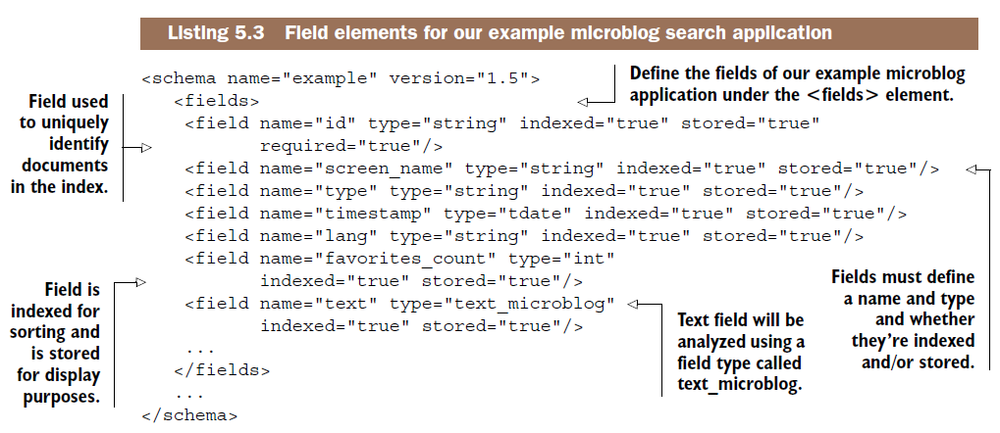 Listing 5.3 Field elements for our example microblog search application
<schema name="example" version="1.5">
<fields>
<field name="id" type="string" indexed="true" stored="true"
required="true"/>
<field name="screen_name" type="string" indexed="true" stored="true"/>
<field name="type" type="string" indexed="true" stored="true"/>
<field name="timestamp" type="tdate" indexed="true" stored="true"/>
<field name="lang" type="string" indexed="true" stored="true"/>
<field name="favorites_count" type="int"
indexed="true" stored="true"/>
<field name="text" type="text_microblog"
indexed="true" stored="true"/>
...
</fields>
...
</schema>
Define the fields of our example microblog
application under the <fields> element.
Field used
to uniquely
identify
documents
in the index.
Field is
indexed for
sorting and
is stored
for display
purposes.
Text field will be
analyzed using a
field type called
text_microblog.
Fields must define
a name and type
and whether
they're indexed
and/or stored.